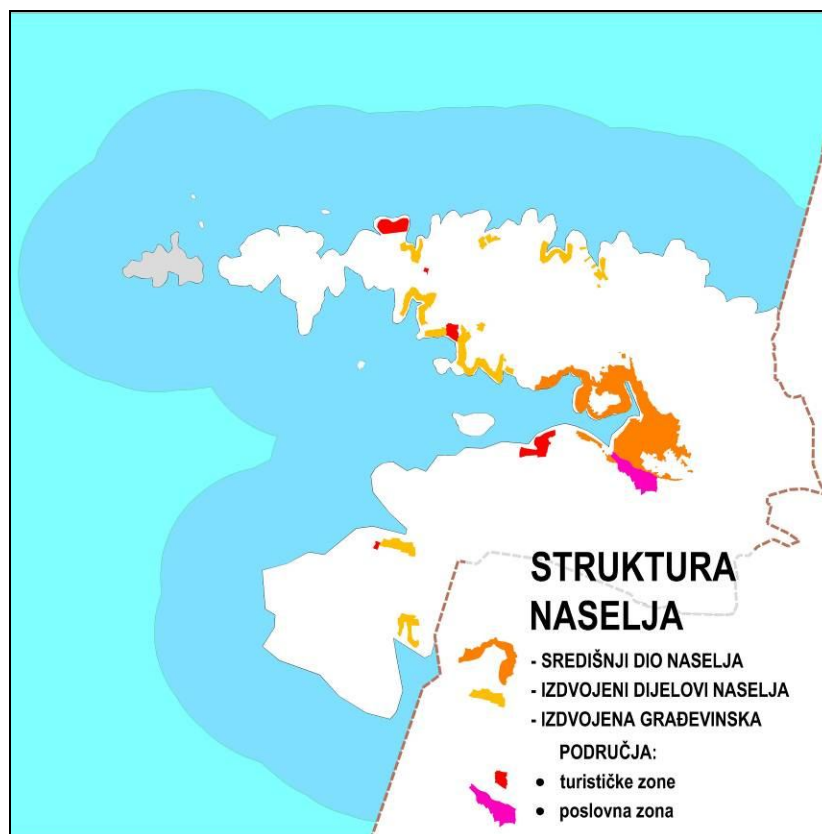 STRUKTURA
NASELJA
- SREDIŠNJI DIO NASELJA
- IZDVOJENI DIJELOVI NASELJA
- IZDVOJENA GRAĐEVINSKA
PODRUČJA:
• turističke zone
• poslovna zona